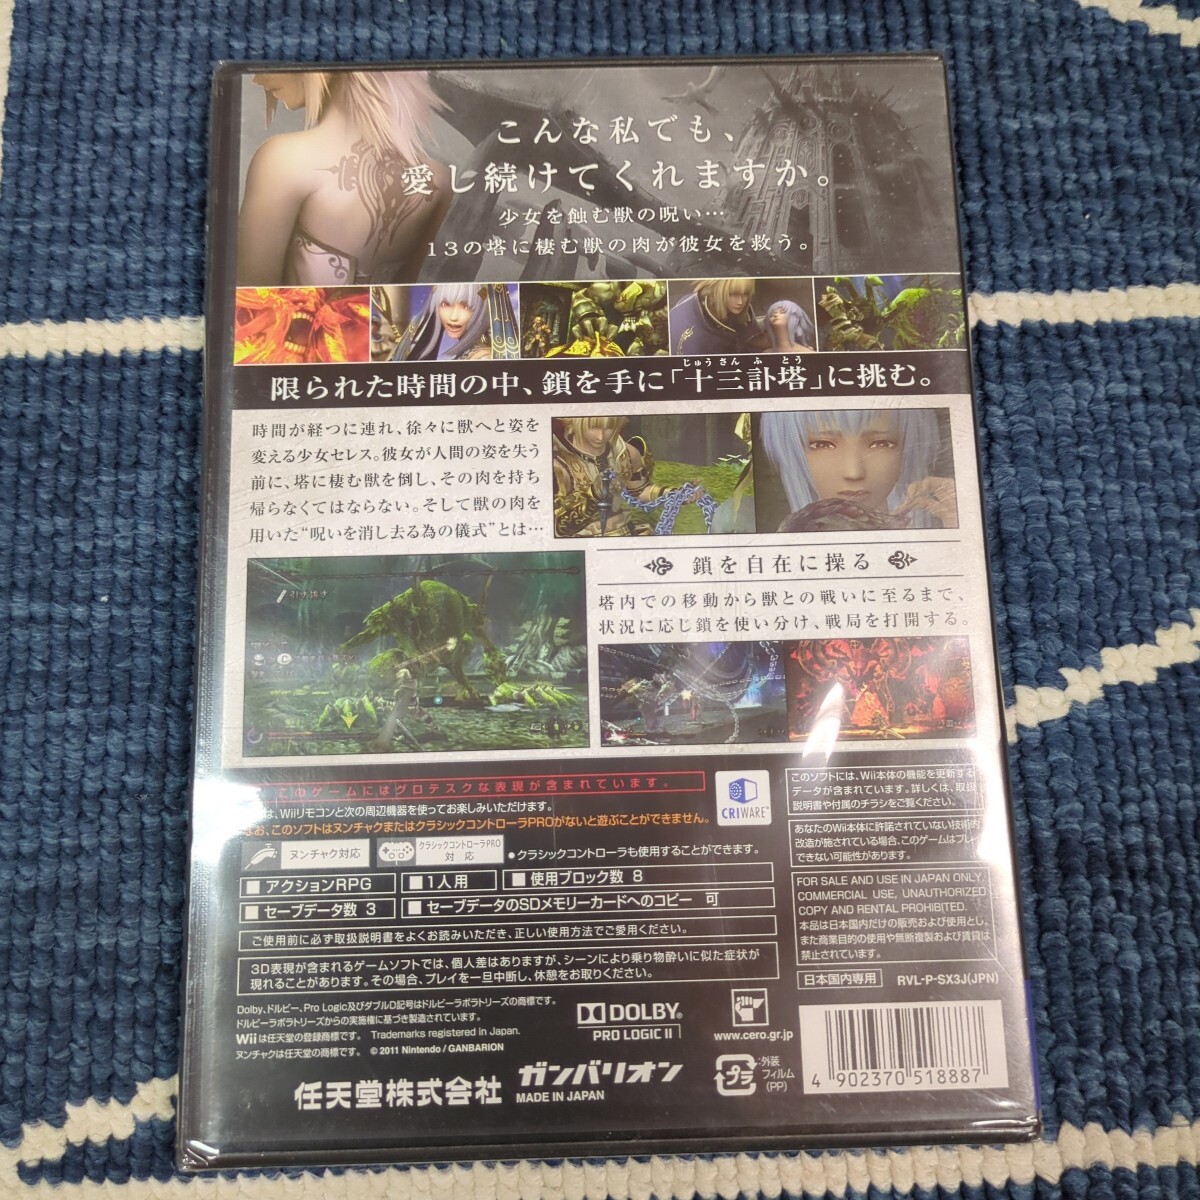 こんな私でも、
愛し続けてくれますか。
少女を蝕む獣の呪い…
13の塔に棲む獣の肉が彼女を救う。
じゅうさん ふ とう
限られた時間の中、鎖を手に「十三訃塔」に挑む。
時間が経つに連れ、徐々に獣へと姿を
変える少女セレス。彼女が人間の姿を失う
前に、塔に棲む獣を倒し、その肉を持ち
帰らなくてはならない。そして獣の肉を
用いた“呪いを消し去る為の儀式”とは…
鎖を自在に操る
塔内での移動から獣との戦いに至るまで、
状況に応じ鎖を使い分け、戦局を打開する。
引き抜き
C
このゲームにはグロテスクな表現が含まれています。
は、Wiiリモコンと次の周辺機器を使ってお楽しみいただけます。
なお、このソフトはヌンチャクまたはクラシックコントローラPROがないと遊ぶことができません。
ヌンチャク対応
クラシックコントローラPRO
対 応
●クラシックコントローラも使用することができます。
CRIWARE
■ アクションRPG
■ 1人用
■ 使用ブロック数 8
■ セーブデータ数 3
■ セーブデータのSDメモリーカードへのコピー 可
ご使用前に必ず取扱説明書をよくお読みいただき、正しい使用方法でご愛用ください。
3D表現が含まれるゲームソフトでは、個人差はありますが、シーンにより乗り物酔いに似た症状が
現れることがあります。その場合、プレイを一旦中断し、休憩をお取りください。
このソフトには、Wii本体の機能を更新する
データが含まれています。詳しくは、取扱
説明書や付属のチラシをご覧ください。
あなたのWii本体に許諾されていない技術的
改造が施されている場合、このゲームはプレイ
できない可能性があります。
FOR SALE AND USE IN JAPAN ONLY.
COMMERCIAL USE, UNAUTHORIZED
COPY AND RENTAL PROHIBITED.
本品は日本国内だけの販売および使用とし、
また商業目的の使用や無断複製および賃貸は
禁止されています。
日本国内専用
RVL-P-SX3J(JPN)
Dolby、ドルビー、Pro Logic及びダブルD記号はドルビーラボラトリーズの商標です。
ドルビーラボラトリーズからの実施権に基づき製造されています。
Wiiは任天堂の登録商標です。 Trademarks registered in Japan.
ヌンチャクは任天堂の商標です。 © 2011 Nintendo / GANBARION
DOLBY
PRO LOGIC II
www.cero.gr.jp
任天堂株式会社
ガンバリオン
MADE IN JAPAN
プラ
:外装
フィルム
(PP)
4 902370 518887